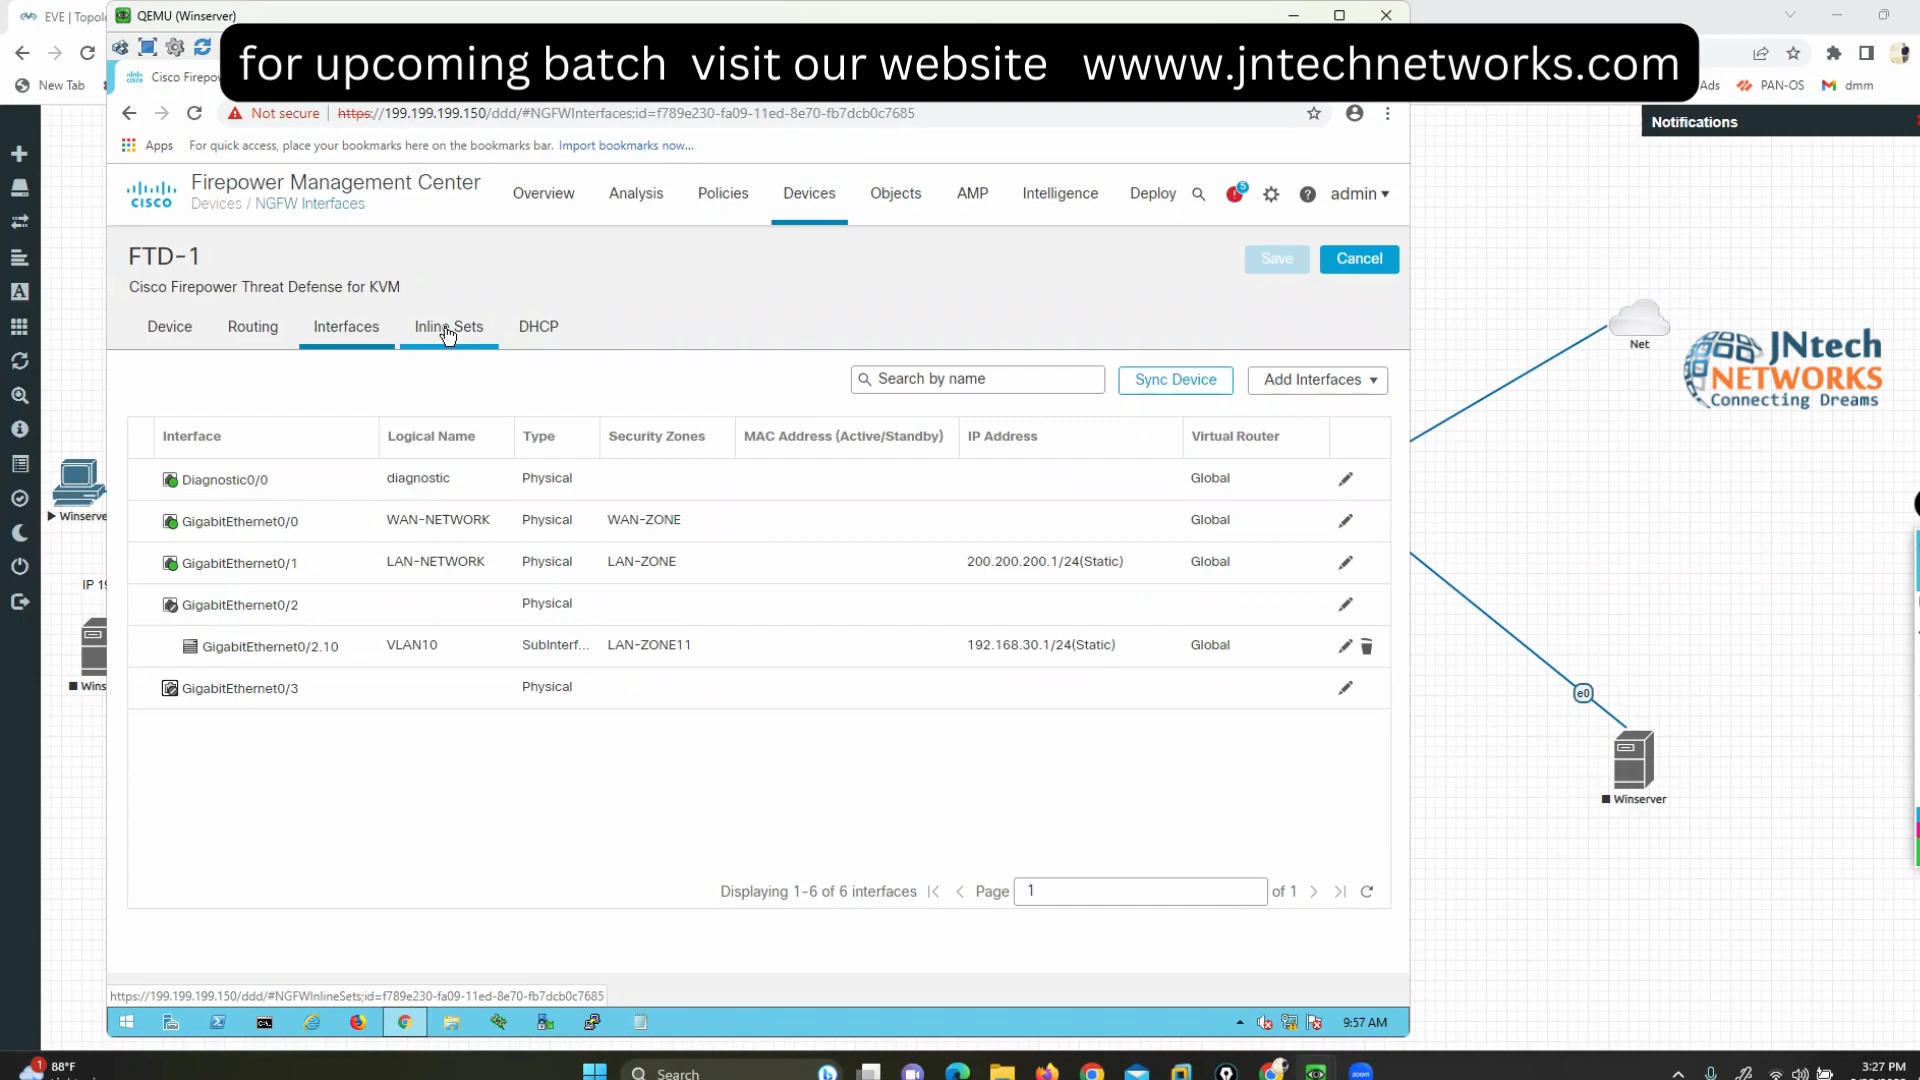 EVE | Topol
QEMU (Winserver)
for upcoming batch visit our website wwww.jntechnetworks.com
New Tab
Cisco Firepow
Ads
PAN-OS
dmm
Not secure
https://199.199.199.150/ddd/#NGFWInterfaces;id=f789e230-fa09-11ed-8e70-fb7dcb0c7685
Notifications
Apps
For quick access, place your bookmarks here on the bookmarks bar. Import bookmarks now...
cisco
Firepower Management Center
Devices / NGFW Interfaces
Overview
Analysis
Policies
Devices
Objects
AMP
Intelligence
Deploy
5
admin
FTD-1
Save
Cancel
Cisco Firepower Threat Defense for KVM
Device
Routing
Interfaces
Inline Sets
DHCP
Net
JNtech
NETWORKS
Connecting Dreams
Search by name
Sync Device
Add Interfaces
Interface
Logical Name
Type
Security Zones
MAC Address (Active/Standby)
IP Address
Virtual Router
Diagnostic0/0
diagnostic
Physical
Global
GigabitEthernet0/0
WAN-NETWORK
Physical
WAN-ZONE
Global
GigabitEthernet0/1
LAN-NETWORK
Physical
LAN-ZONE
200.200.200.1/24(Static)
Global
GigabitEthernet0/2
Physical
GigabitEthernet0/2.10
VLAN10
SubInterf...
LAN-ZONE11
192.168.30.1/24(Static)
Global
GigabitEthernet0/3
Physical
Winserve
IP 19
Wins
e0
Winserver
Displaying 1-6 of 6 interfaces
Page
1
of 1
https://199.199.199.150/ddd/#NGFWInlineSets;id=f789e230-fa09-11ed-8e70-fb7dcb0c7685
9:57 AM
1
88°F
Search
zoom
3:27 PM